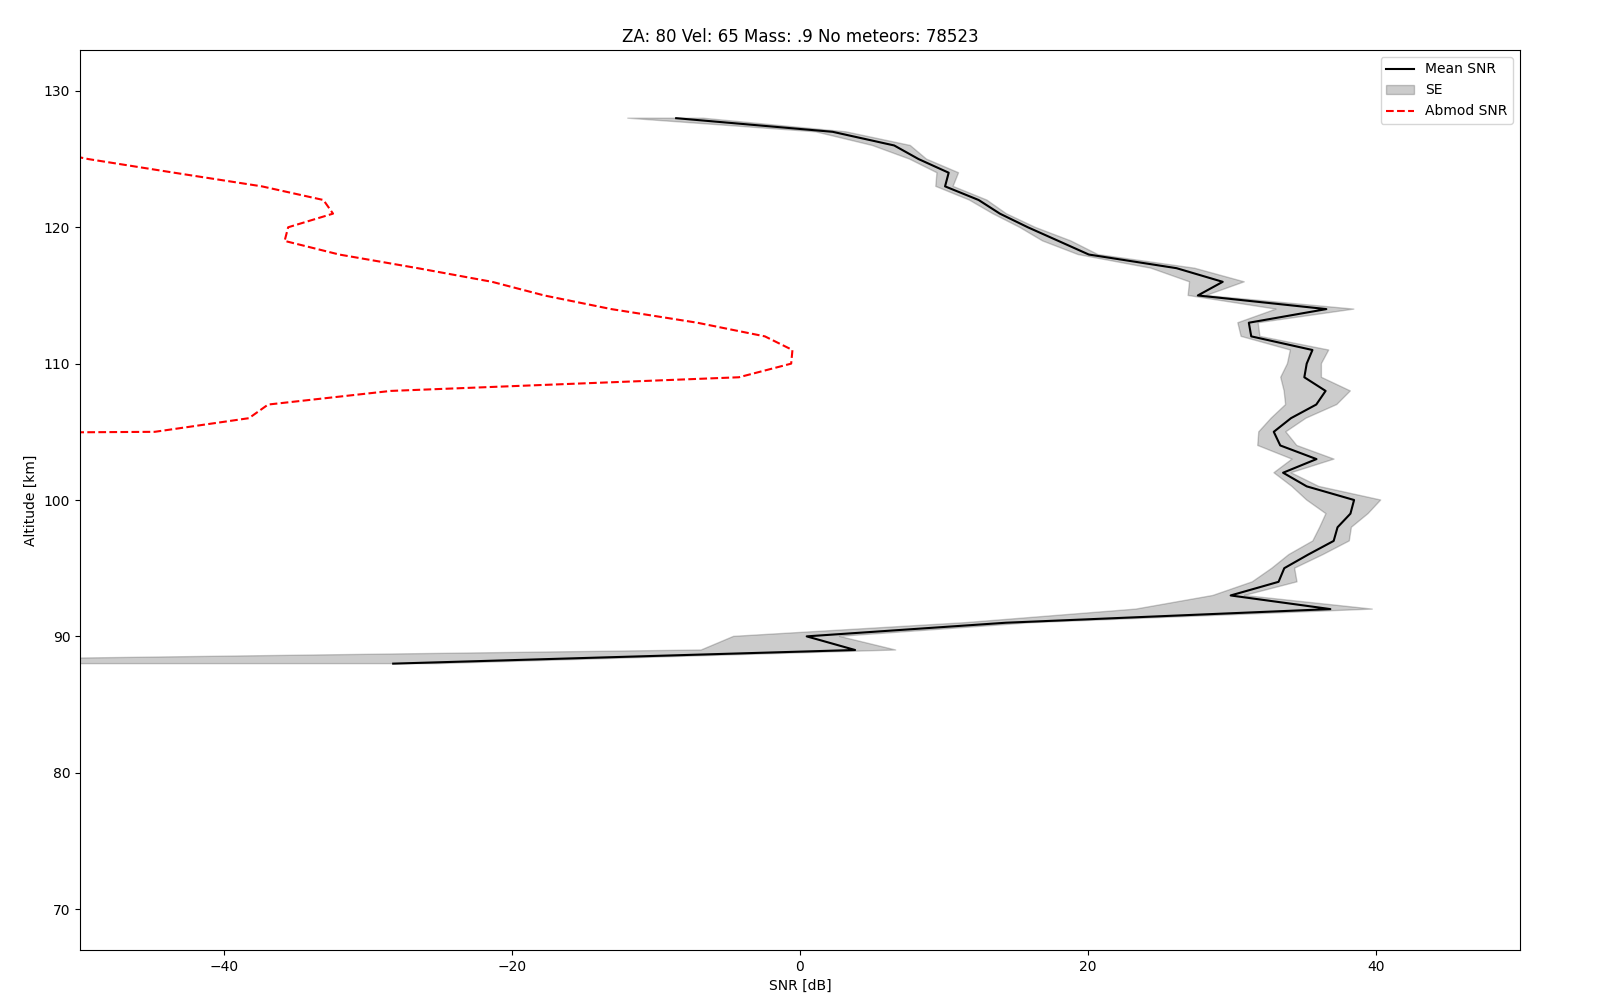 ZA: 80 Vel: 65 Mass: .9 No meteors: 78523
Mean SNR
SE
Abmod SNR
130
120
110
100
90
80
70
Altitude [km]
−40
−20
0
20
40
SNR [dB]